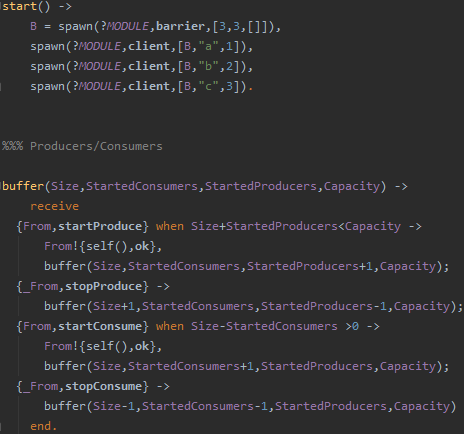 start() ->
B = spawn(?MODULE,barrier,[3,3,[]]),
spawn(?MODULE,client,[B,"a",1]),
spawn(?MODULE,client,[B,"b",2]),
spawn(?MODULE,client,[B,"c",3]).
%%% Producers/Consumers
buffer(Size,StartedConsumers,StartedProducers,Capacity) ->
receive
{From,startProduce} when Size+StartedProducers<Capacity ->
From!{self(),ok},
buffer(Size,StartedConsumers,StartedProducers+1,Capacity);
{_From,stopProduce} ->
buffer(Size+1,StartedConsumers,StartedProducers-1,Capacity);
{From,startConsume} when Size-StartedConsumers >0 ->
From!{self(),ok},
buffer(Size,StartedConsumers+1,StartedProducers,Capacity);
{_From,stopConsume} ->
buffer(Size-1,StartedConsumers-1,StartedProducers,Capacity)
end.